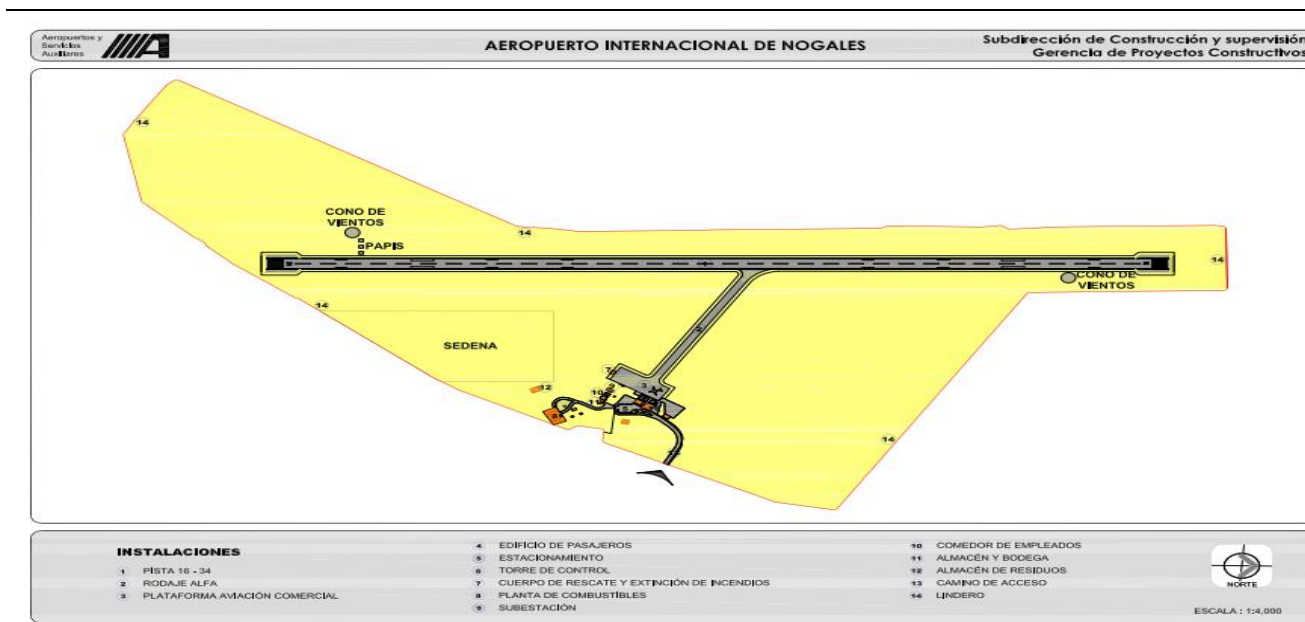 Aeropuertos y
Servicios
Auxiliares
AEROPUERTO INTERNACIONAL DE NOGALES
Subdirección de Construcción y supervisión
Gerencia de Proyectos Constructivos
14
CONO DE
VIENTOS
14
PAPIS
14
CONO DE
VIENTOS
14
SEDENA
7
3
12
10
11
14
INSTALACIONES
1 PISTA 16 - 34
2 RODAJE ALFA
3 PLATAFORMA AVIACIÓN COMERCIAL
4 EDIFICIO DE PASAJEROS
5 ESTACIONAMIENTO
6 TORRE DE CONTROL
7 CUERPO DE RESCATE Y EXTINCIÓN DE INCENDIOS
8 PLANTA DE COMBUSTIBLES
9 SUBESTACIÓN
10 COMEDOR DE EMPLEADOS
11 ALMACÉN Y BODEGA
12 ALMACÉN DE RESIDUOS
13 CAMINO DE ACCESO
14 LINDERO
NORTE
ESCALA : 1:4,000